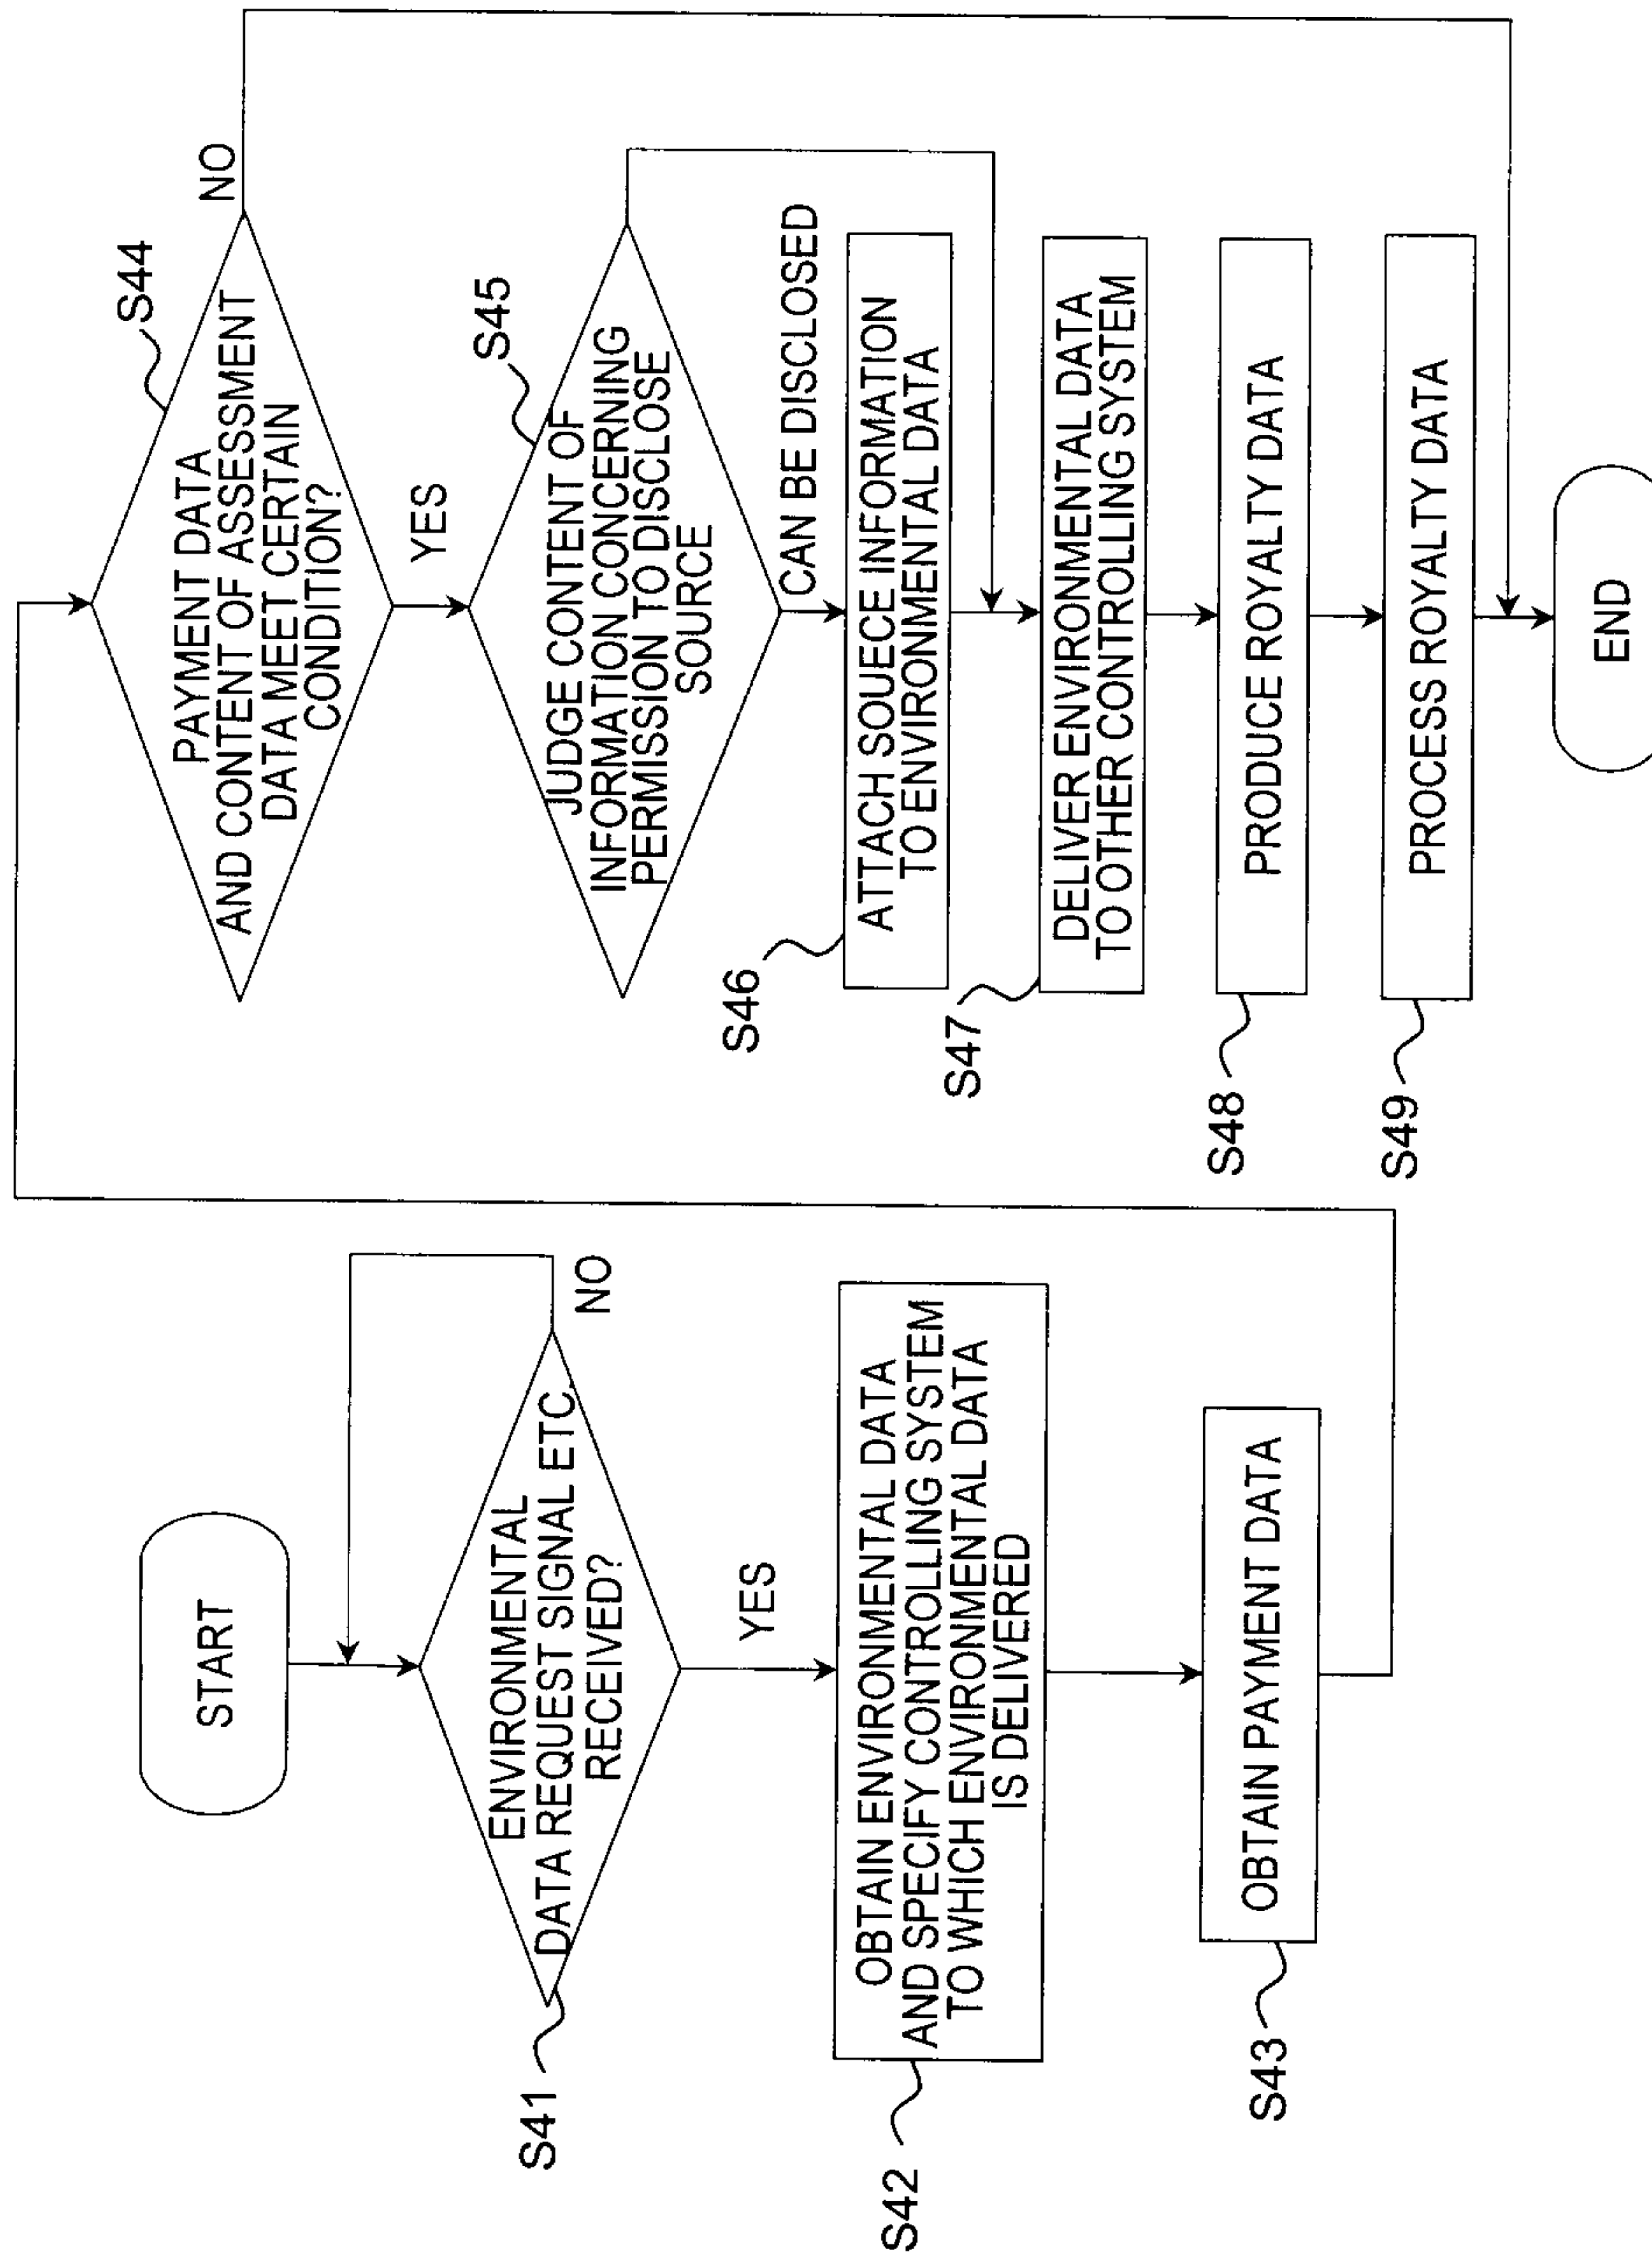 START
ENVIRONMENTAL
DATA REQUEST SIGNAL ETC.
RECEIVED?
S41
NO
YES
OBTAIN ENVIRONMENTAL DATA
AND SPECIFY CONTROLLING SYSTEM
TO WHICH ENVIRONMENTAL DATA
IS DELIVERED
S42
OBTAIN PAYMENT DATA
S43
PAYMENT DATA
AND CONTENT OF ASSESSMENT
DATA MEET CERTAIN
CONDITION?
S44
NO
YES
JUDGE CONTENT OF
INFORMATION CONCERNING
PERMISSION TO DISCLOSE
SOURCE
S45
CAN BE DISCLOSED
ATTACH SOUECE INFORMATION
TO ENVIRONMENTAL DATA
S46
DELIVER ENVIRONMENTAL DATA
TO OTHER CONTROLLING SYSTEM
S47
PRODUCE ROYALTY DATA
S48
PROCESS ROYALTY DATA
S49
END